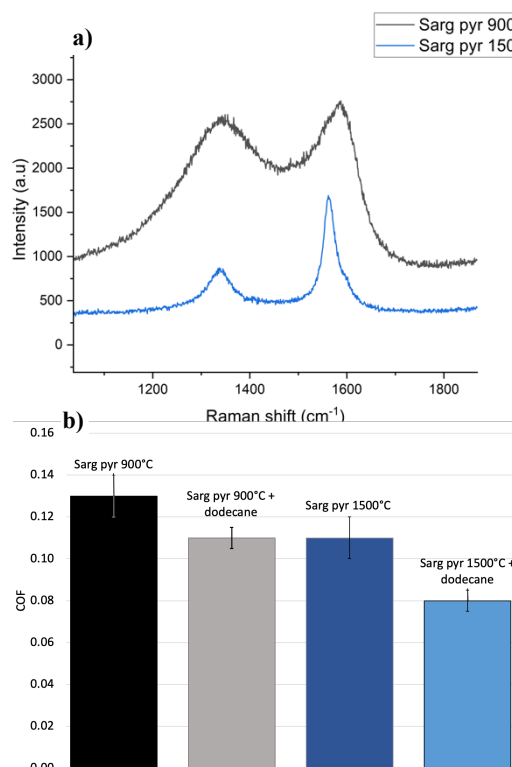 a)
Sarg pyr 900
Sarg pyr 150
3000
2500
2000
1500
1000
500
0
Intensity (a.u)
1200
1400
1600
1800
Raman shift (cm-1)
b)
0.16
0.14
0.12
0.10
0.08
0.06
0.04
0.02
0.00
COF
Sarg pyr 900°C
Sarg pyr 900°C +
dodecane
Sarg pyr 1500°C
Sarg pyr 1500°C +
dodecane